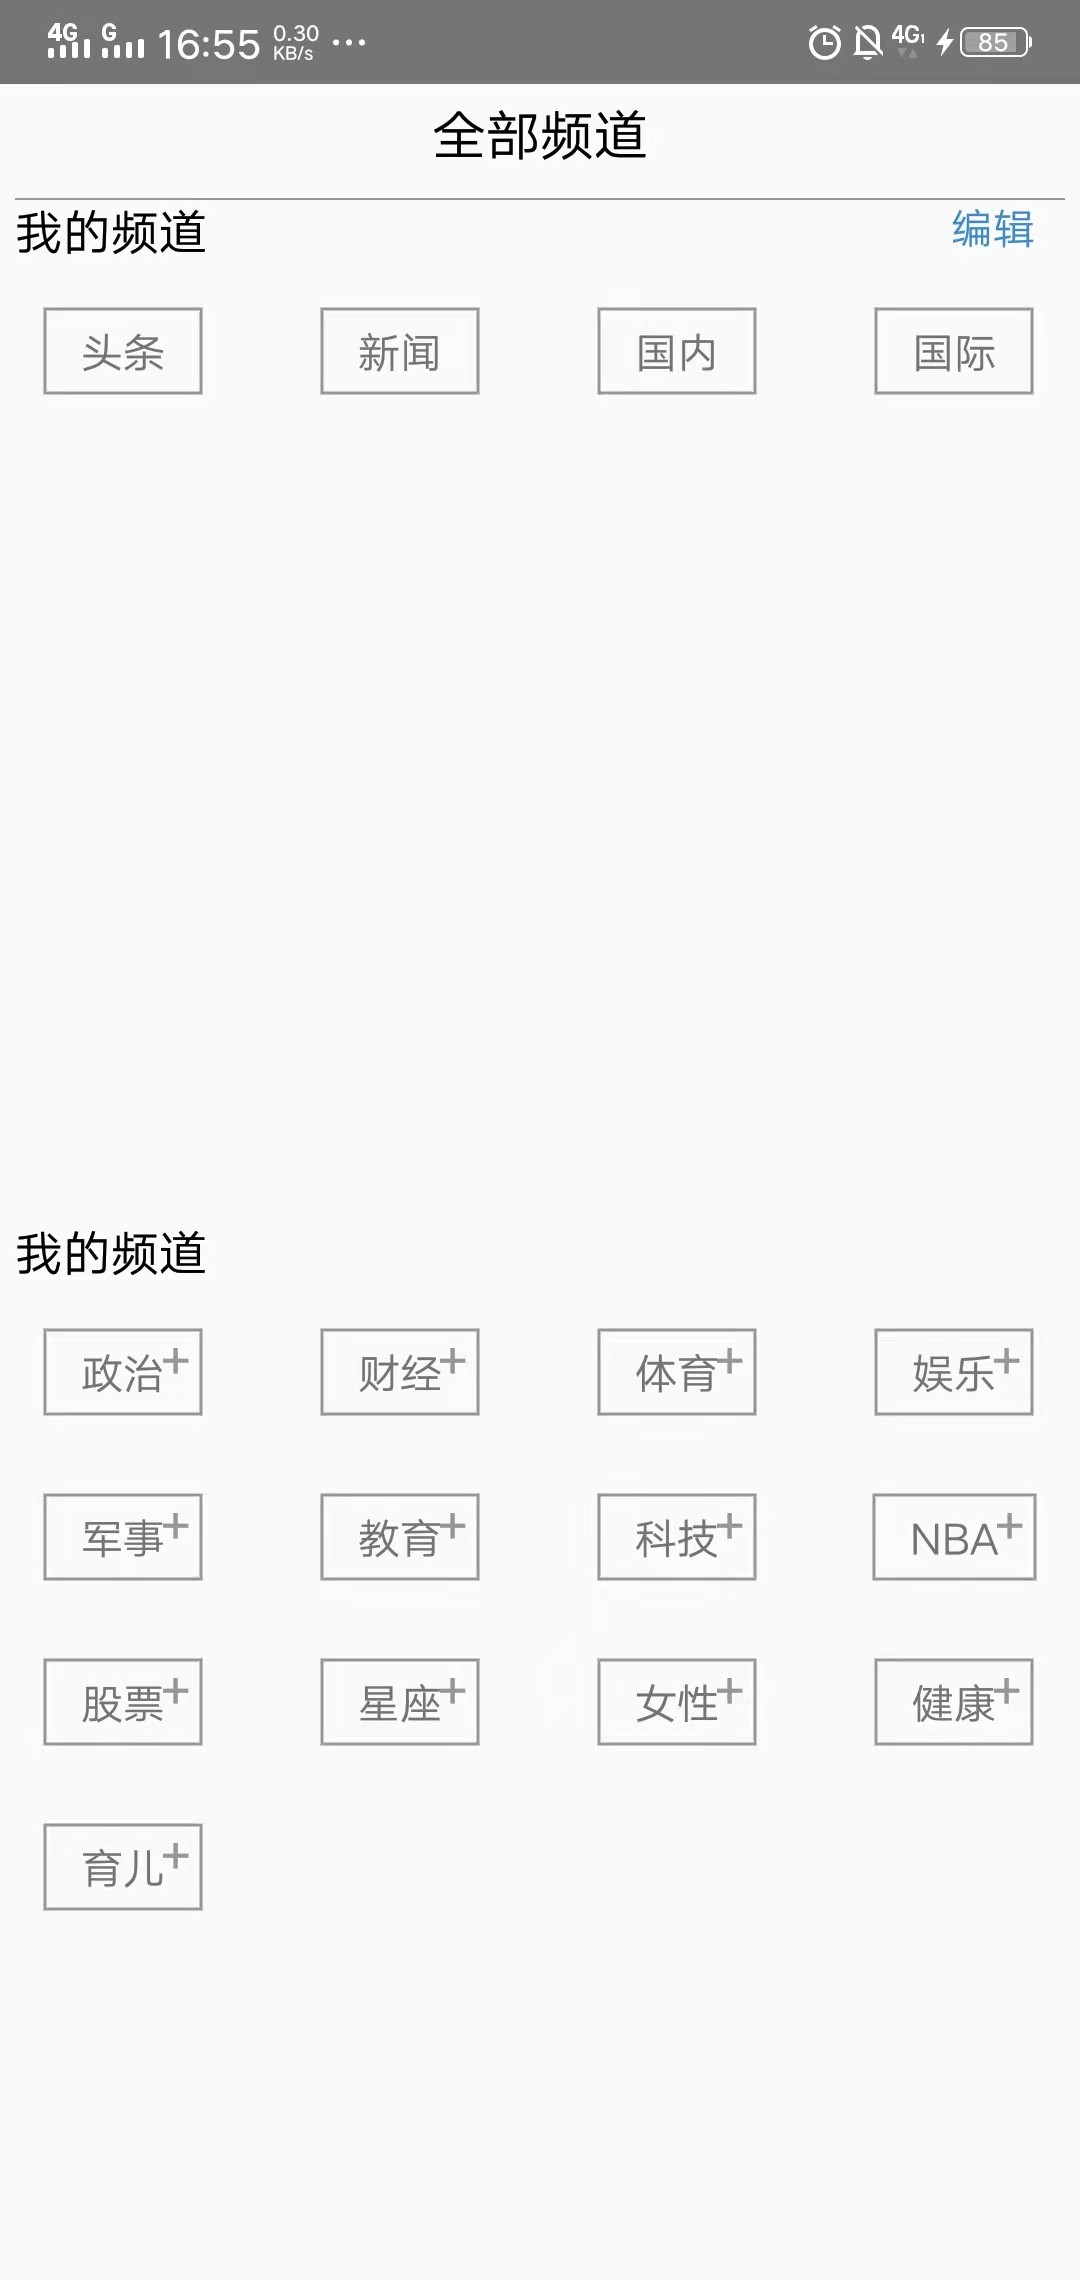 4G G 16:55 0.30 KB/s ··· 4G1 85
全部频道
我的频道 编辑
头条 新闻 国内 国际
我的频道
政治+ 财经+ 体育+ 娱乐+
军事+ 教育+ 科技+ NBA+
股票+ 星座+ 女性+ 健康+
育儿+